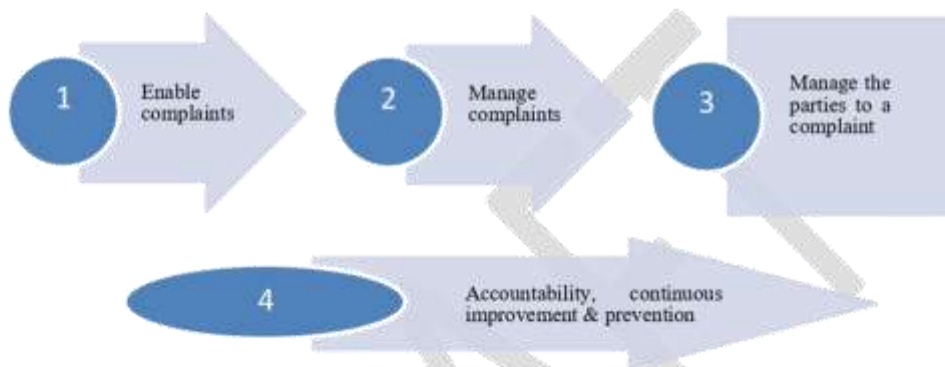 1
Enable
complaints
2
Manage
complaints
3
Manage the
parties to a
complaint
4
Accountability, continuous
improvement & prevention